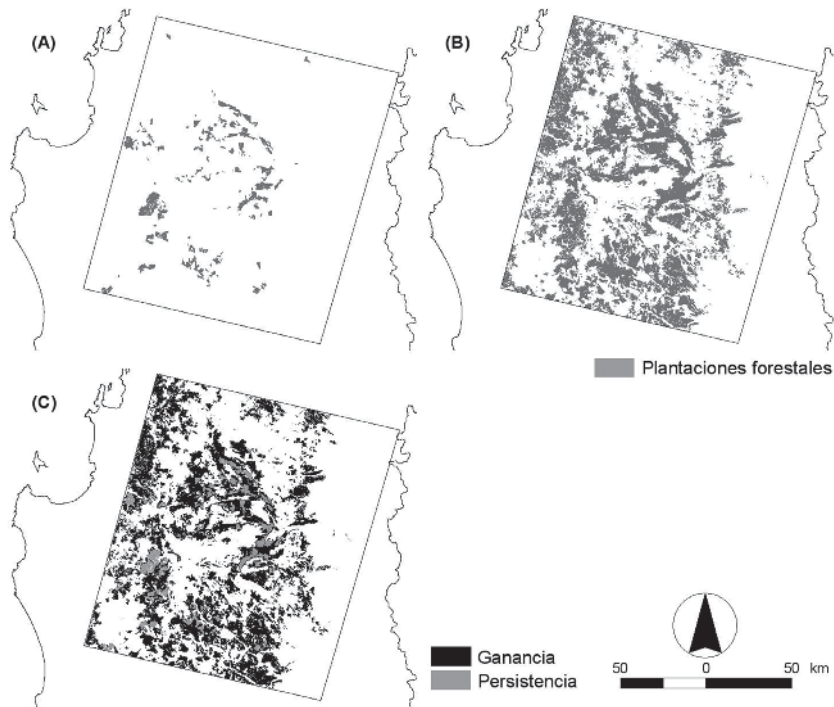 (A)
(B)
Plantaciones forestales
(C)
Ganancia
Persistencia
50 0 50 km